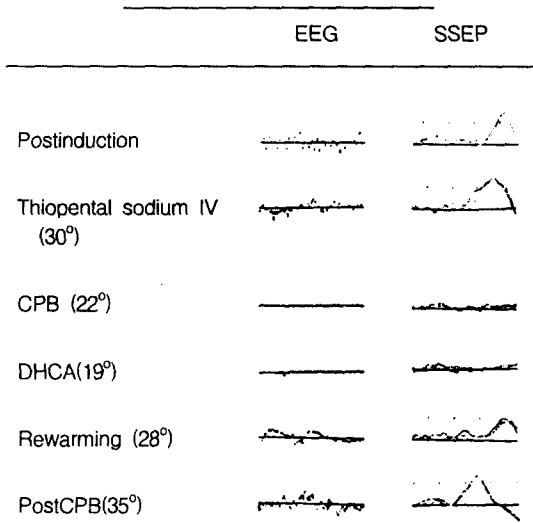 EEG SSEP
Postinduction
Thiopental sodium IV
(30°)
CPB (22°)
DHCA(19°)
Rewarming (28°)
PostCPB(35°)